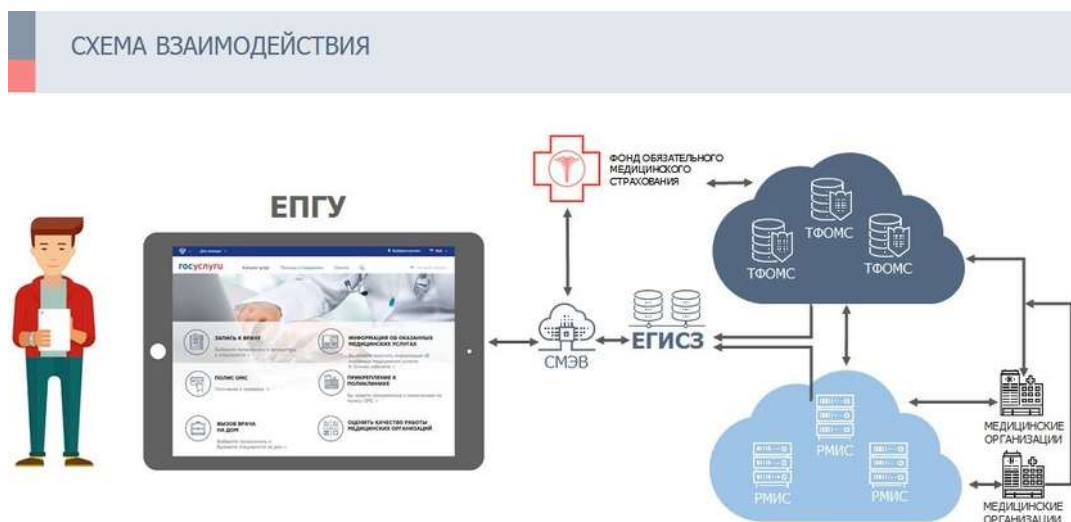 СХЕМА ВЗАИМОДЕЙСТВИЯ
ЕПГУ
госуслуги
ЗАПИСЬ К ВРАЧУ
ИНФОРМАЦИЯ ОБ ОКАЗАННЫХ
МЕДИЦИНСКИХ УСЛУГАХ
ПОЛИС ОМС
ПРИКРЕПЛЕНИЕ К
ПОЛИКЛИНИКЕ
ВЫЗОВ ВРАЧА
НА ДОМ
ОЦЕНИТЬ КАЧЕСТВО РАБОТЫ
МЕДИЦИНСКИХ ОРГАНИЗАЦИЙ
ФОНД ОБЯЗАТЕЛЬНОГО
МЕДИЦИНСКОГО
СТРАХОВАНИЯ
СМЭВ
ЕГИСЗ
ТФОМС
ТФОМС
ТФОМС
РМИС
РМИС
РМИС
МЕДИЦИНСКИЕ
ОРГАНИЗАЦИИ
МЕДИЦИНСКИЕ
ОРГАНИЗАЦИИ